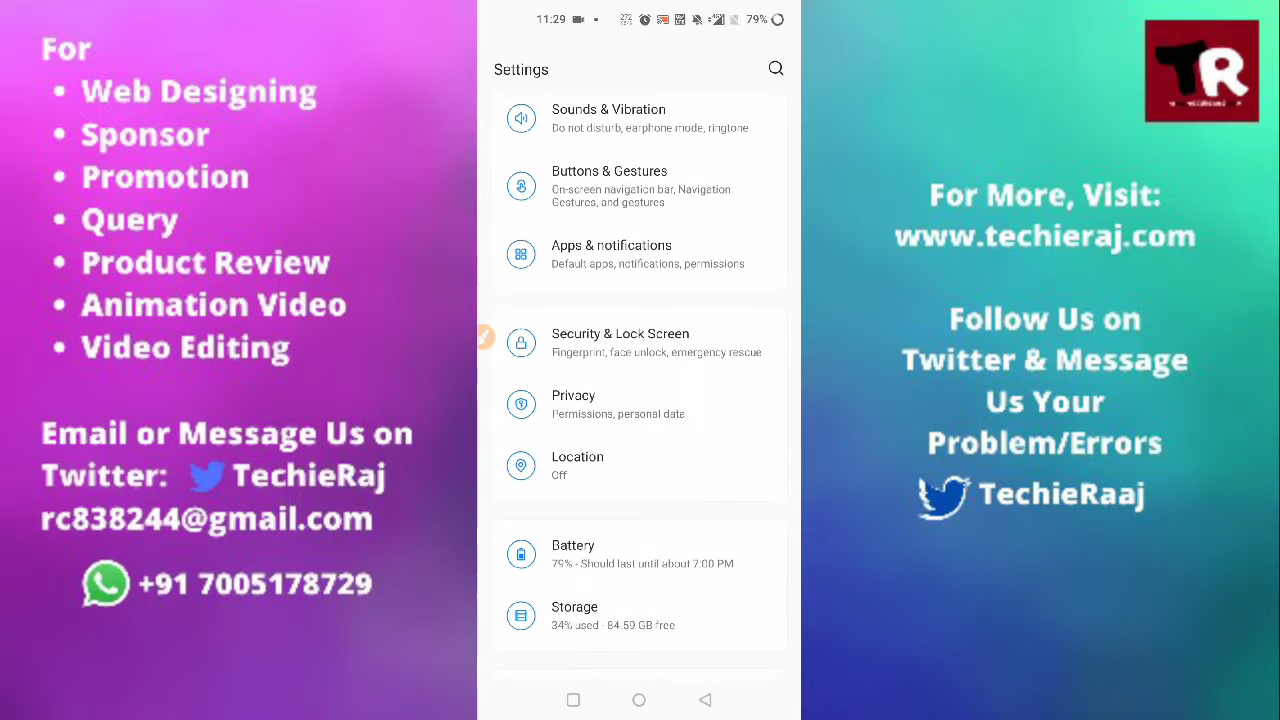 For
• Web Designing
• Sponsor
• Promotion
• Query
• Product Review
• Animation Video
• Video Editing
Email or Message Us on
Twitter: TechieRaj
rc838244@gmail.com
+91 7005178729
11:29
79%
Settings
Sounds & Vibration
Do not disturb, earphone mode, ringtone
Buttons & Gestures
On-screen navigation bar, Navigation
Gestures, and gestures
Apps & notifications
Default apps, notifications, permissions
Security & Lock Screen
Fingerprint, face unlock, emergency rescue
Privacy
Permissions, personal data
Location
Off
Battery
79% - Should last until about 7:00 PM
Storage
34% used - 84.59 GB free
TR
For More, Visit:
www.techieraj.com
Follow Us on
Twitter & Message
Us Your
Problem/Errors
TechieRaaj